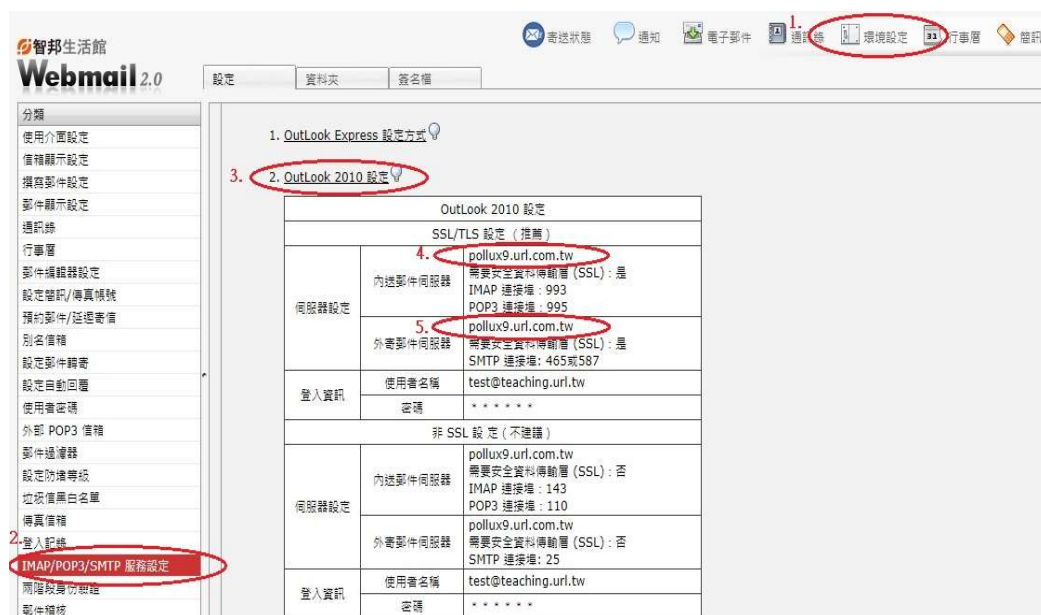 智邦生活館
Webmail 2.0
寄送狀態
通知
電子郵件
1.
通訊錄
環境設定
31
行事曆
簡訊
設定
資料夾
簽名檔
分類
使用介面設定
信箱顯示設定
撰寫郵件設定
郵件顯示設定
通訊錄
行事曆
郵件編輯器設定
設定簡訊/傳真帳號
預約郵件/延遲寄信
別名信箱
設定郵件轉寄
設定自動回覆
使用者密碼
外部 POP3 信箱
郵件過濾器
設定防堵等級
垃圾信黑白名單
傳真信箱
2.
登入記錄
IMAP/POP3/SMTP 服務設定
兩階段身份驗證
郵件稽核
1. OutLook Express 設定方式
3.
2. OutLook 2010 設定
OutLook 2010 設定
SSL/TLS 設定 (推薦)
伺服器設定
內送郵件伺服器
4.
pollux9.url.com.tw
需要安全資料傳輸層 (SSL) : 是
IMAP 連接埠 : 993
POP3 連接埠 : 995
外寄郵件伺服器
5.
pollux9.url.com.tw
需要安全資料傳輸層 (SSL) : 是
SMTP 連接埠: 465或587
登入資訊
使用者名稱
test@teaching.url.tw
密碼
* * * * * *
非 SSL 設 定 (不建議)
伺服器設定
內送郵件伺服器
pollux9.url.com.tw
需要安全資料傳輸層 (SSL) : 否
IMAP 連接埠 : 143
POP3 連接埠 : 110
外寄郵件伺服器
pollux9.url.com.tw
需要安全資料傳輸層 (SSL) : 否
SMTP 連接埠: 25
登入資訊
使用者名稱
test@teaching.url.tw
密碼
* * * * * *